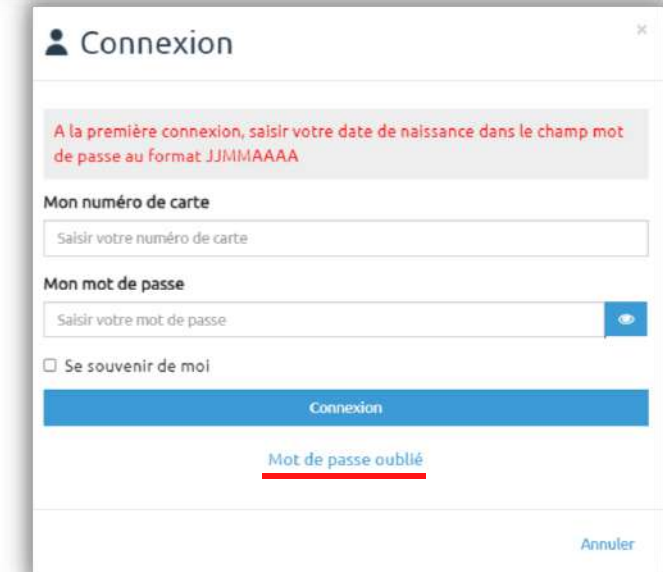 Connexion
×
A la première connexion, saisir votre date de naissance dans le champ mot
de passe au format JJMMAAAA
Mon numéro de carte
Saisir votre numéro de carte
Mon mot de passe
Saisir votre mot de passe
Se souvenir de moi
Connexion
Mot de passe oublié
Annuler